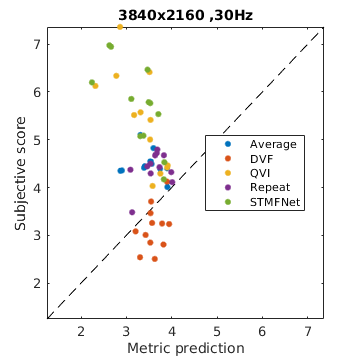 3840x2160 ,30Hz
7
6
5
4
3
2
Subjective score
Average
DVF
QVI
Repeat
STMFNet
2 3 4 5 6 7
Metric prediction